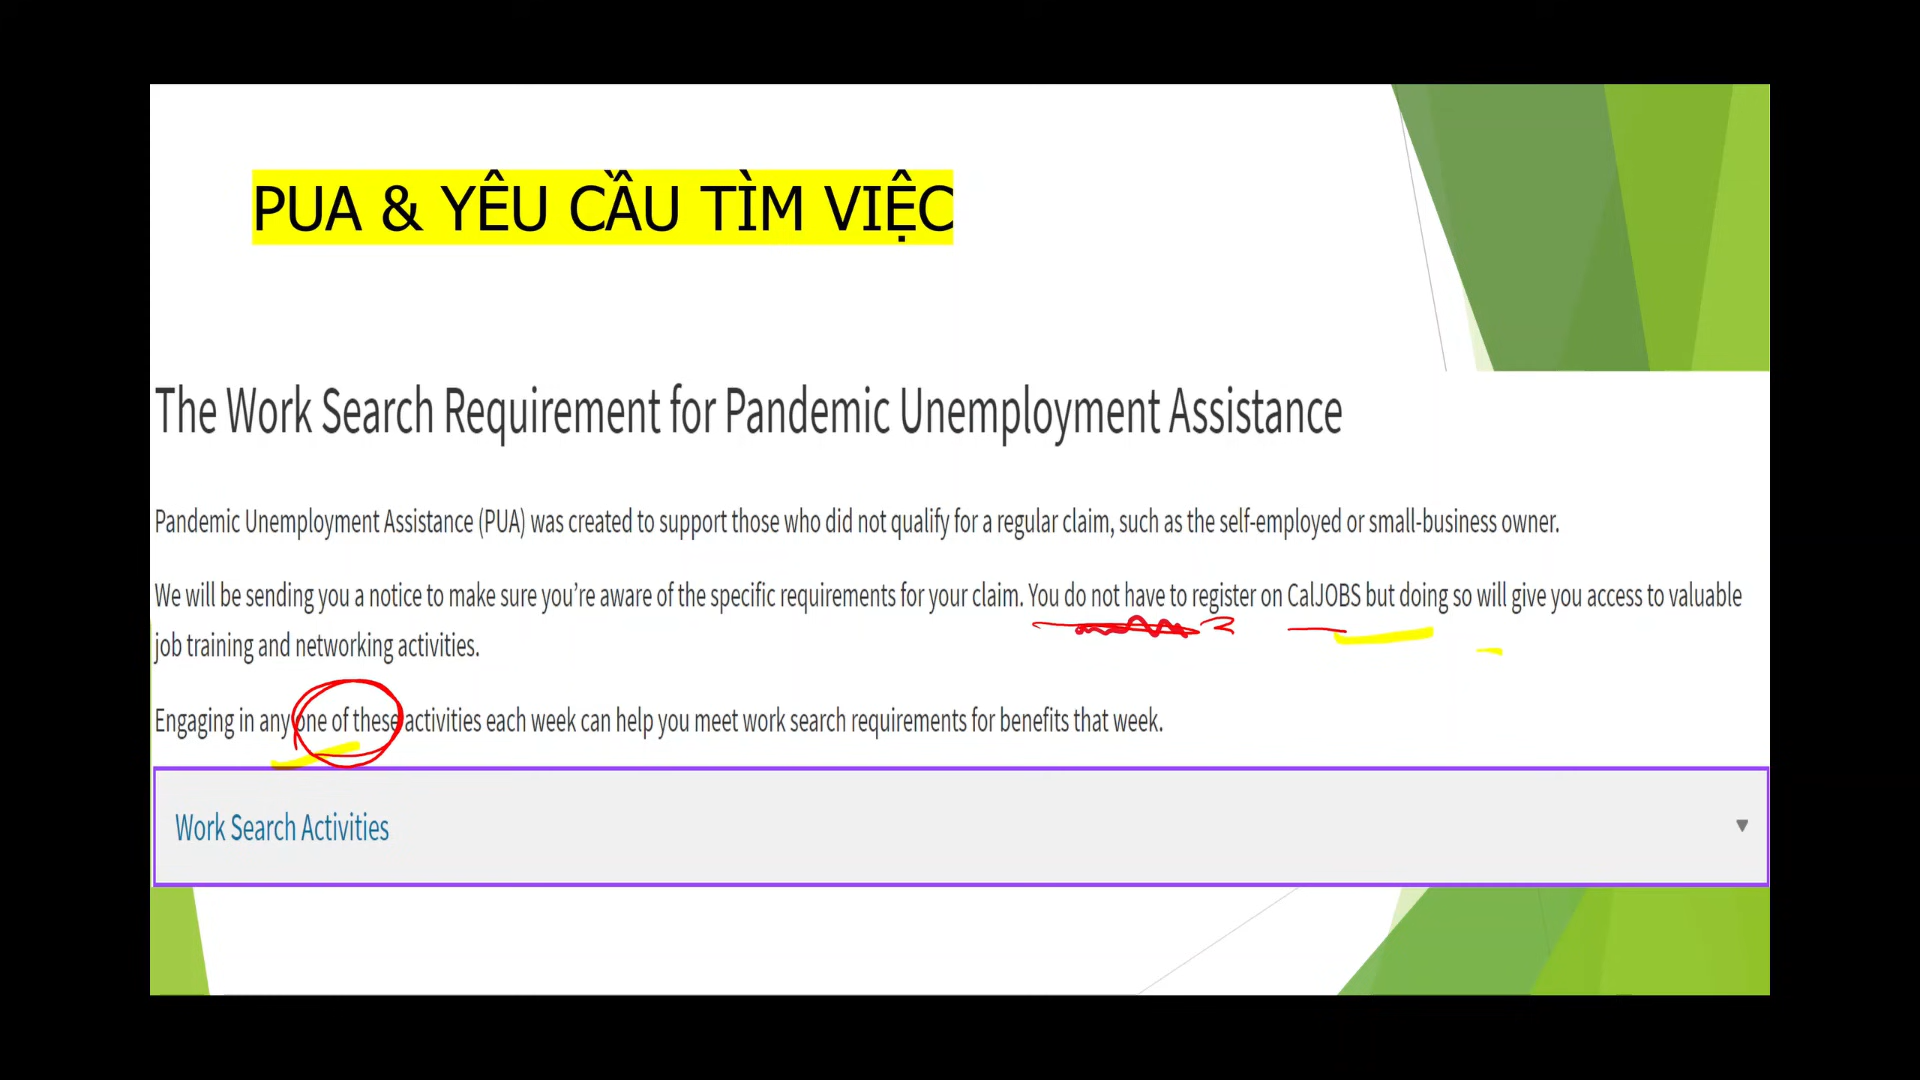 PUA & YÊU CẦU TÌM VIỆC
The Work Search Requirement for Pandemic Unemployment Assistance
Pandemic Unemployment Assistance (PUA) was created to support those who did not qualify for a regular claim, such as the self-employed or small-business owner.
We will be sending you a notice to make sure you’re aware of the specific requirements for your claim. You do not have to register on CalJOBS but doing so will give you access to valuable
job training and networking activities.
Engaging in any one of these activities each week can help you meet work search requirements for benefits that week.
Work Search Activities